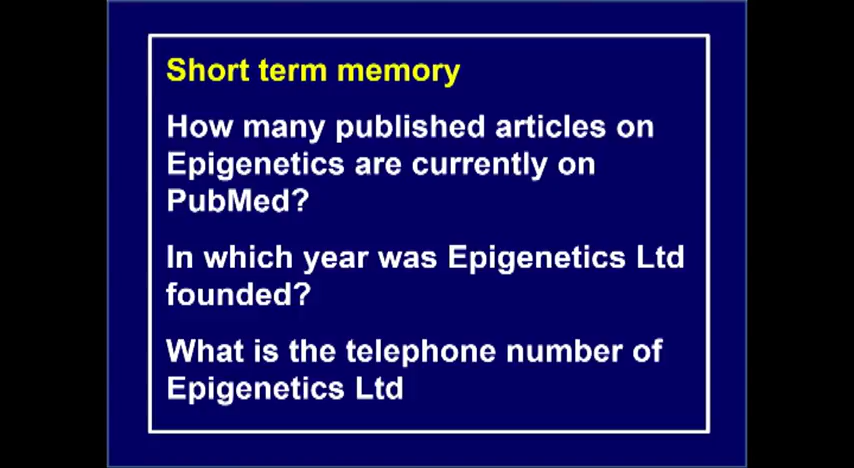 Short term memory
How many published articles on
Epigenetics are currently on
PubMed?
In which year was Epigenetics Ltd
founded?
What is the telephone number of
Epigenetics Ltd